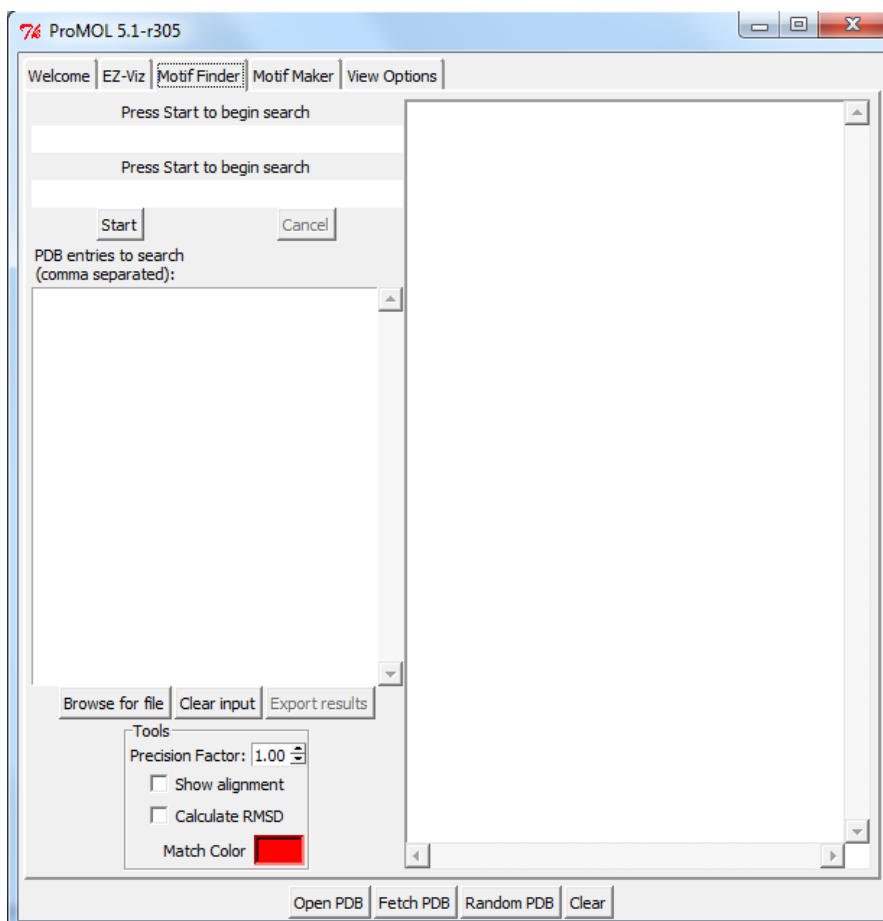 ProMOL 5.1-r305
Welcome EZ-Viz Motif Finder Motif Maker View Options
Press Start to begin search
Press Start to begin search
Start Cancel
PDB entries to search
(comma separated):
Browse for file Clear input Export results
Tools
Precision Factor: 1.00
Show alignment
Calculate RMSD
Match Color
Open PDB Fetch PDB Random PDB Clear